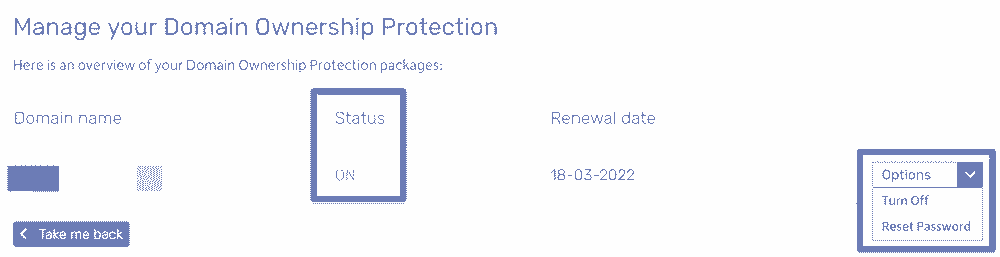 Manage your Domain Ownership Protection
Here is an overview of your Domain Ownership Protection packages:
Domain name Status Renewal date
ON 18-03-2022 Options
Turn Off
Reset Password
Take me back